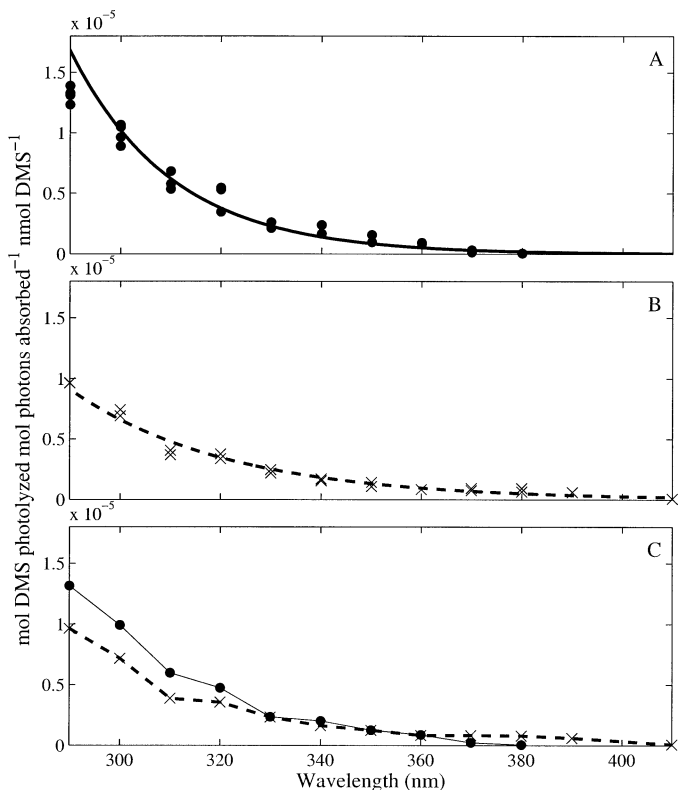 x 10⁻⁵
A
1.5
1
0.5
0
x 10⁻⁵
B
1.5
1
0.5
0
x 10⁻⁵
C
1.5
1
0.5
0
300 320 340 360 380 400
Wavelength (nm)
mol DMS photolyzed mol photons absorbed⁻¹ nmol DMS⁻¹